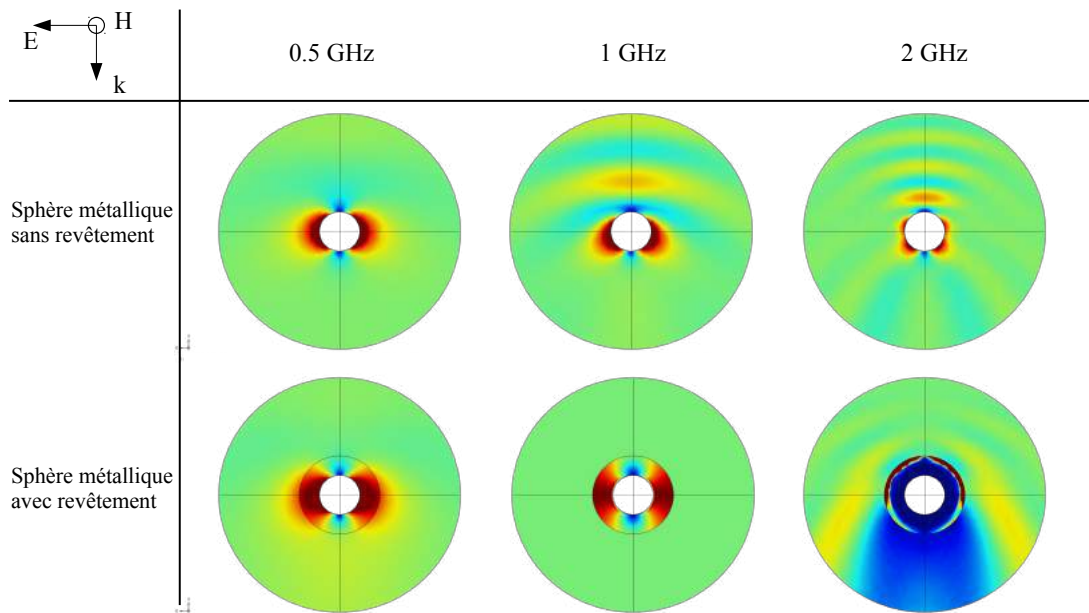 E
H
k
0.5 GHz
1 GHz
2 GHz
Sphère métallique
sans revêtement
Sphère métallique
avec revêtement